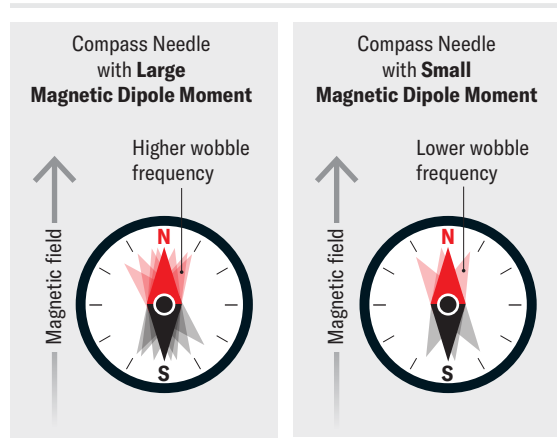 Compass Needle
with Large
Magnetic Dipole Moment
Higher wobble
frequency
Magnetic field
N
S
Compass Needle
with Small
Magnetic Dipole Moment
Lower wobble
frequency
Magnetic field
N
S